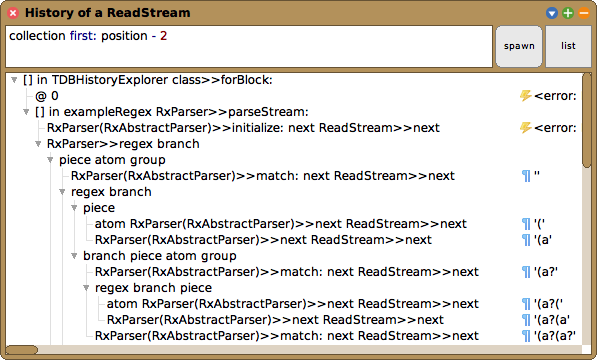 History of a ReadStream
collection first: position - 2
spawn
list
[] in TDBHistoryExplorer class>>forBlock:
@ 0 <error:
[] in exampleRegex RxParser>>parseStream:
RxParser(RxAbstractParser)>>initialize: next ReadStream>>next <error:
RxParser>>regex branch
piece atom group
RxParser(RxAbstractParser)>>match: next ReadStream>>next ¶ ''
regex branch
piece
atom RxParser(RxAbstractParser)>>next ReadStream>>next ¶ '('
RxParser(RxAbstractParser)>>next ReadStream>>next ¶ '(a'
branch piece atom group
RxParser(RxAbstractParser)>>match: next ReadStream>>next ¶ '(a?'
regex branch piece
atom RxParser(RxAbstractParser)>>next ReadStream>>next ¶ '(a?('
RxParser(RxAbstractParser)>>next ReadStream>>next ¶ '(a?(a'
RxParser(RxAbstractParser)>>match: next ReadStream>>next ¶ '(a?(a?'